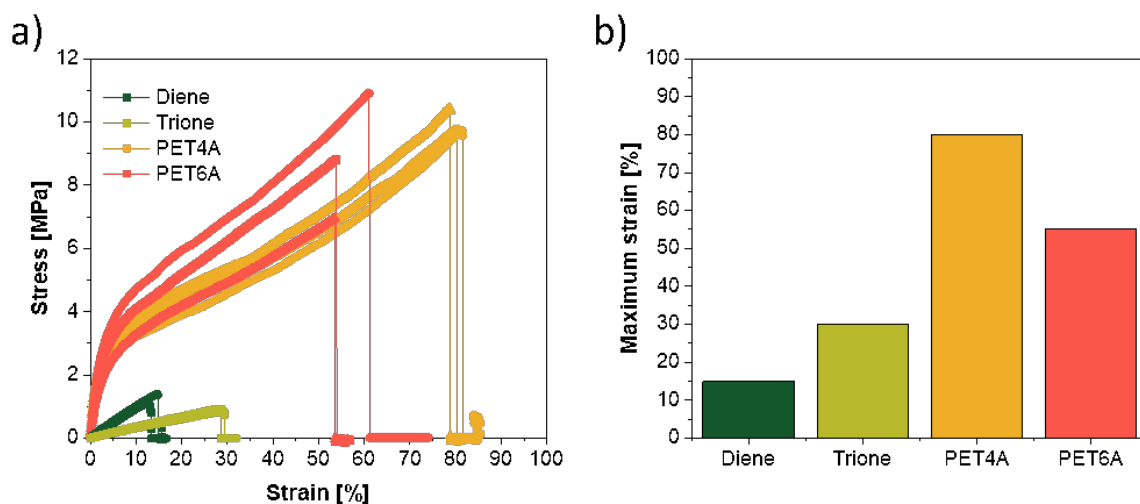 a)
Stress [MPa]
12
10
8
6
4
2
0
Diene
Trione
PET4A
PET6A
0 10 20 30 40 50 60 70 80 90 100
Strain [%]
b)
Maximum strain [%]
100
90
80
70
60
50
40
30
20
10
0
Diene Trione PET4A PET6A